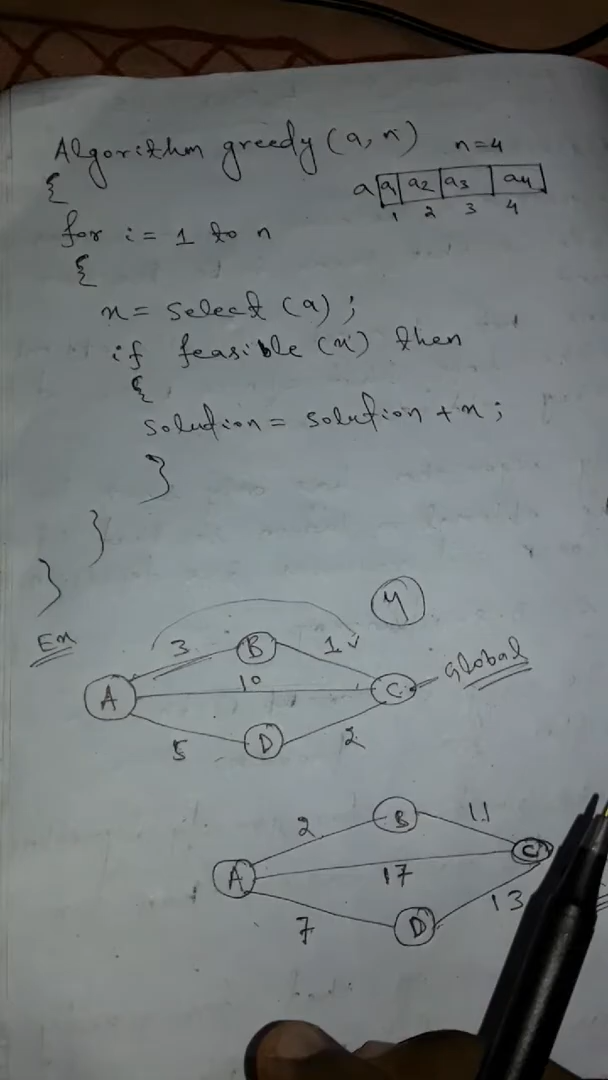 Algorithm greedy (a, n) n=4
{
a a1 a2 a3 a4
1 2 3 4
for i = 1 to n
{
x = select (a) ;
if feasible (x) then
{
solution = solution + x ;
}
}
}
Ex
4
3 B 1 ✓
A 10 C Global
5 D 2
2 B 11
A 17 C
7 D 13